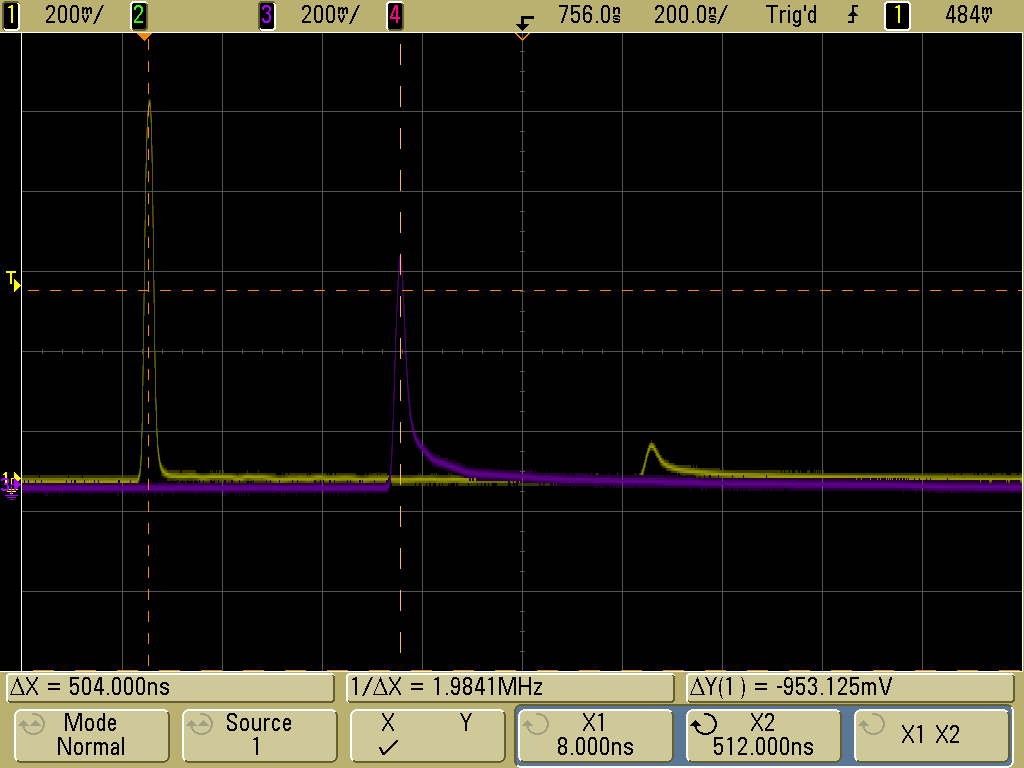 1 200mV/ 2 3 200mV/ 4 756.0ns 200.0ns/ Trig'd 1 484mV
T
1
3
ΔX = 504.000ns 1/ΔX = 1.9841MHz ΔY(1) = -953.125mV
Mode Source X Y X1 X2 X1 X2
Normal 1 ✓ 8.000ns 512.000ns